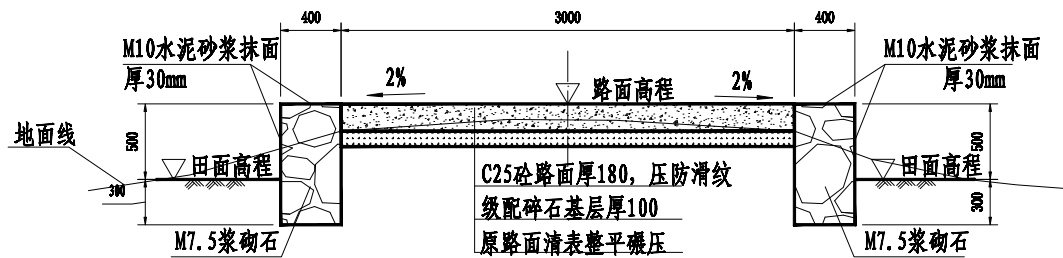 400 3000 400
M10水泥砂浆抹面 M10水泥砂浆抹面
厚30mm 2% 路面高程 2% 厚30mm
地面线 500 田面高程 田面高程 500
300 C25砼路面厚180，压防滑纹 300
级配碎石基层厚100
M7.5浆砌石 原路面清表整平碾压 M7.5浆砌石